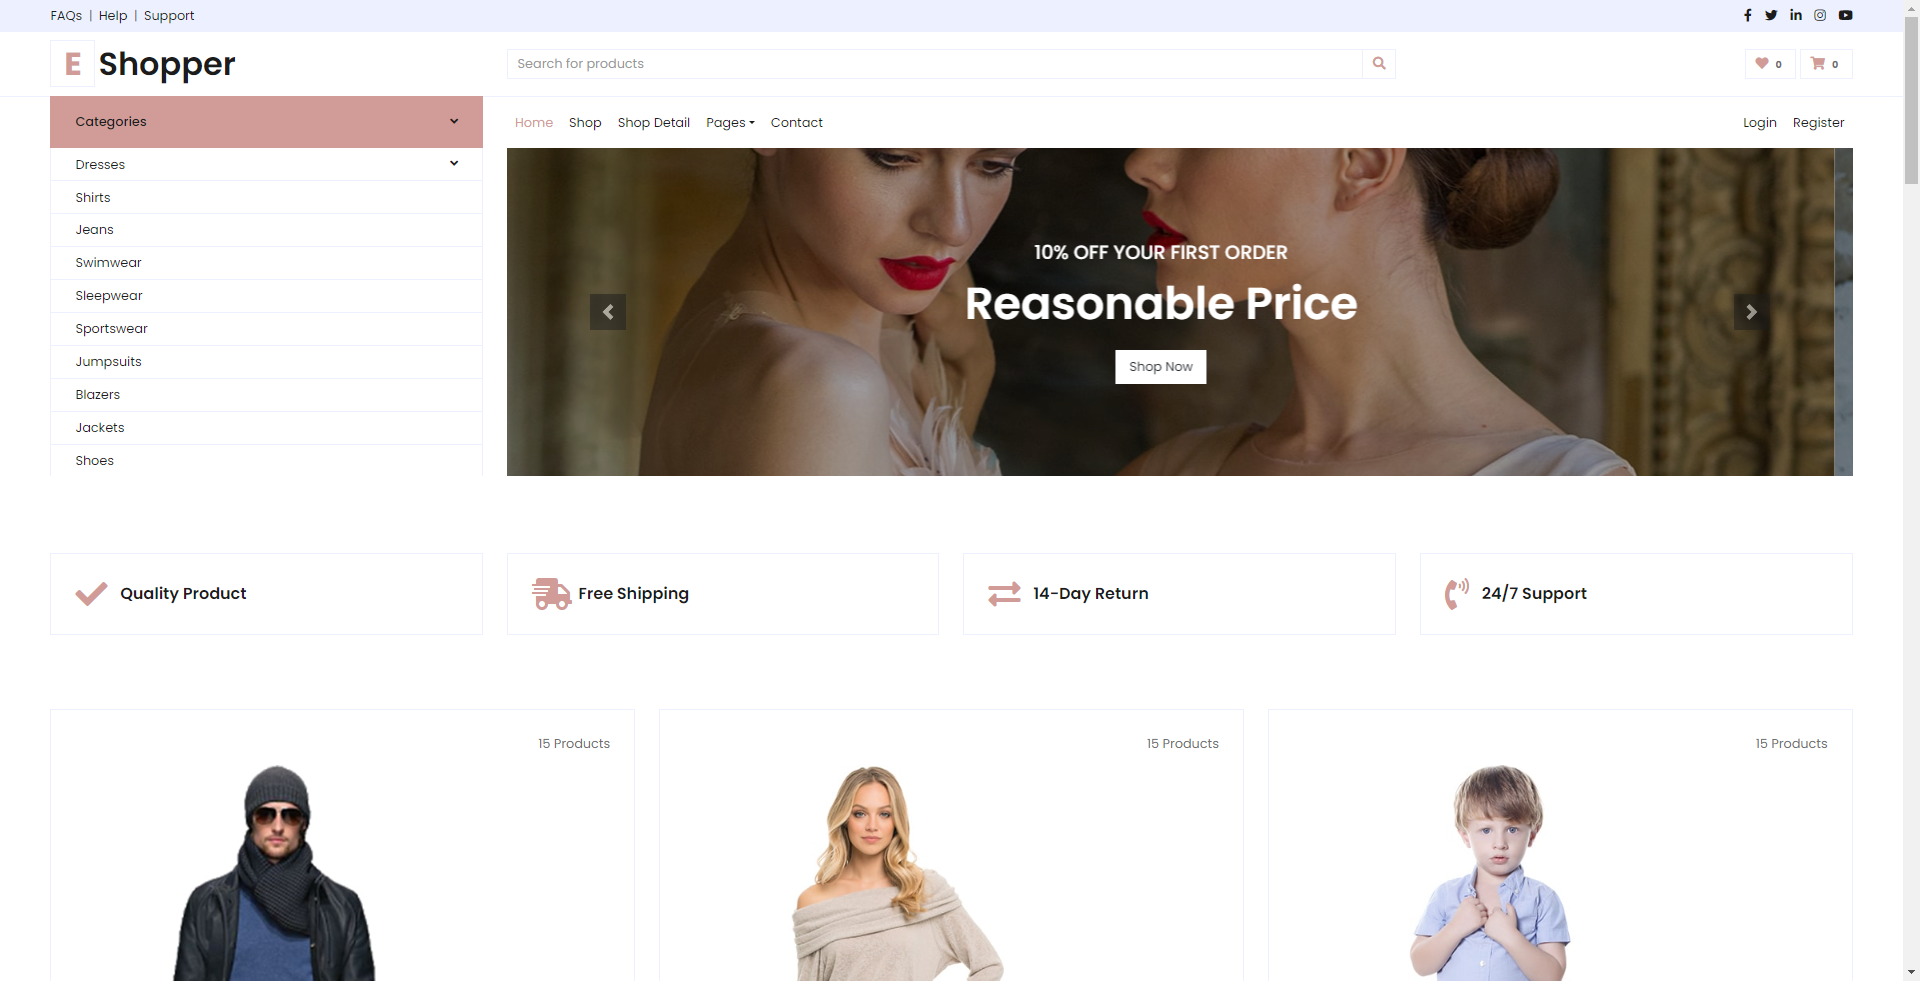 FAQs | Help | Support
E Shopper
Search for products
0
0
Categories
Home Shop Shop Detail Pages Contact
Login Register
Dresses
Shirts
Jeans
Swimwear
Sleepwear
Sportswear
Jumpsuits
Blazers
Jackets
Shoes
10% OFF YOUR FIRST ORDER
Reasonable Price
Shop Now
Quality Product
Free Shipping
14-Day Return
24/7 Support
15 Products
15 Products
15 Products